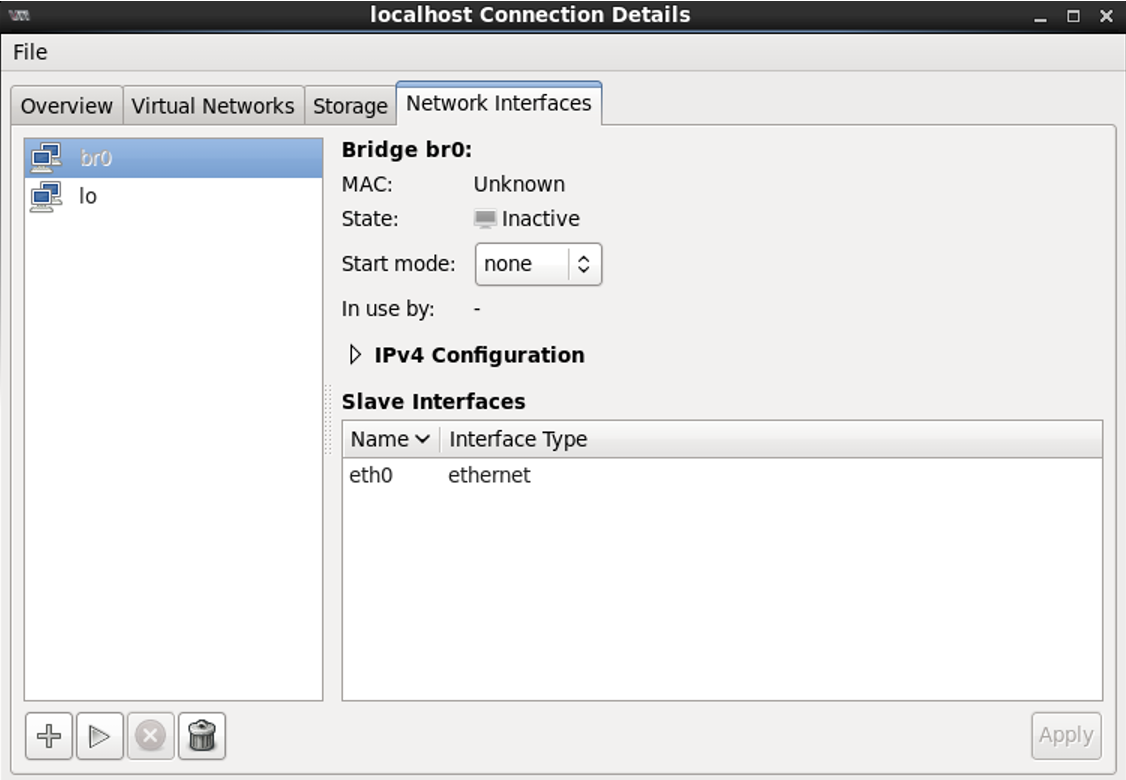 localhost Connection Details
File
Overview Virtual Networks Storage Network Interfaces
br0
lo
Bridge br0:
MAC: Unknown
State: Inactive
Start mode: none
In use by: -
IPv4 Configuration
Slave Interfaces
Name Interface Type
eth0 ethernet
Apply